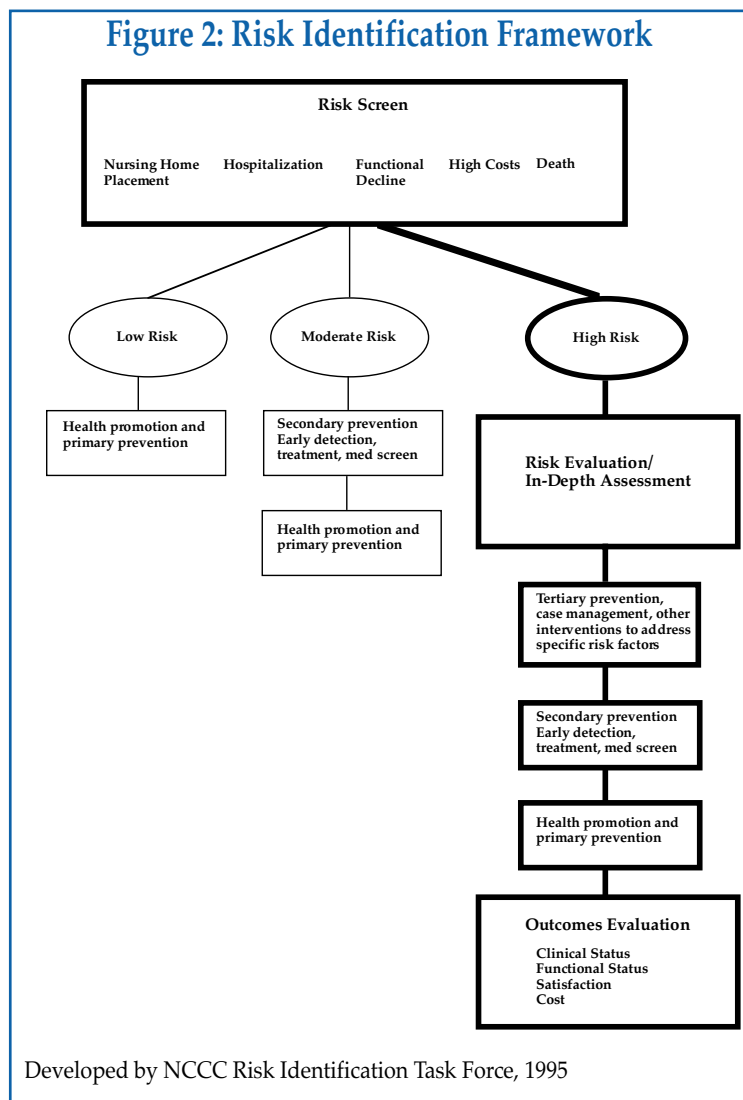 Figure 2: Risk Identification Framework
Risk Screen
Nursing Home
Placement
Hospitalization
Functional
Decline
High Costs
Death
Low Risk
Moderate Risk
High Risk
Health promotion and
primary prevention
Secondary prevention
Early detection,
treatment, med screen
Health promotion and
primary prevention
Risk Evaluation/
In-Depth Assessment
Tertiary prevention,
case management, other
interventions to address
specific risk factors
Secondary prevention
Early detection,
treatment, med screen
Health promotion and
primary prevention
Outcomes Evaluation
Clinical Status
Functional Status
Satisfaction
Cost
Developed by NCCC Risk Identification Task Force, 1995